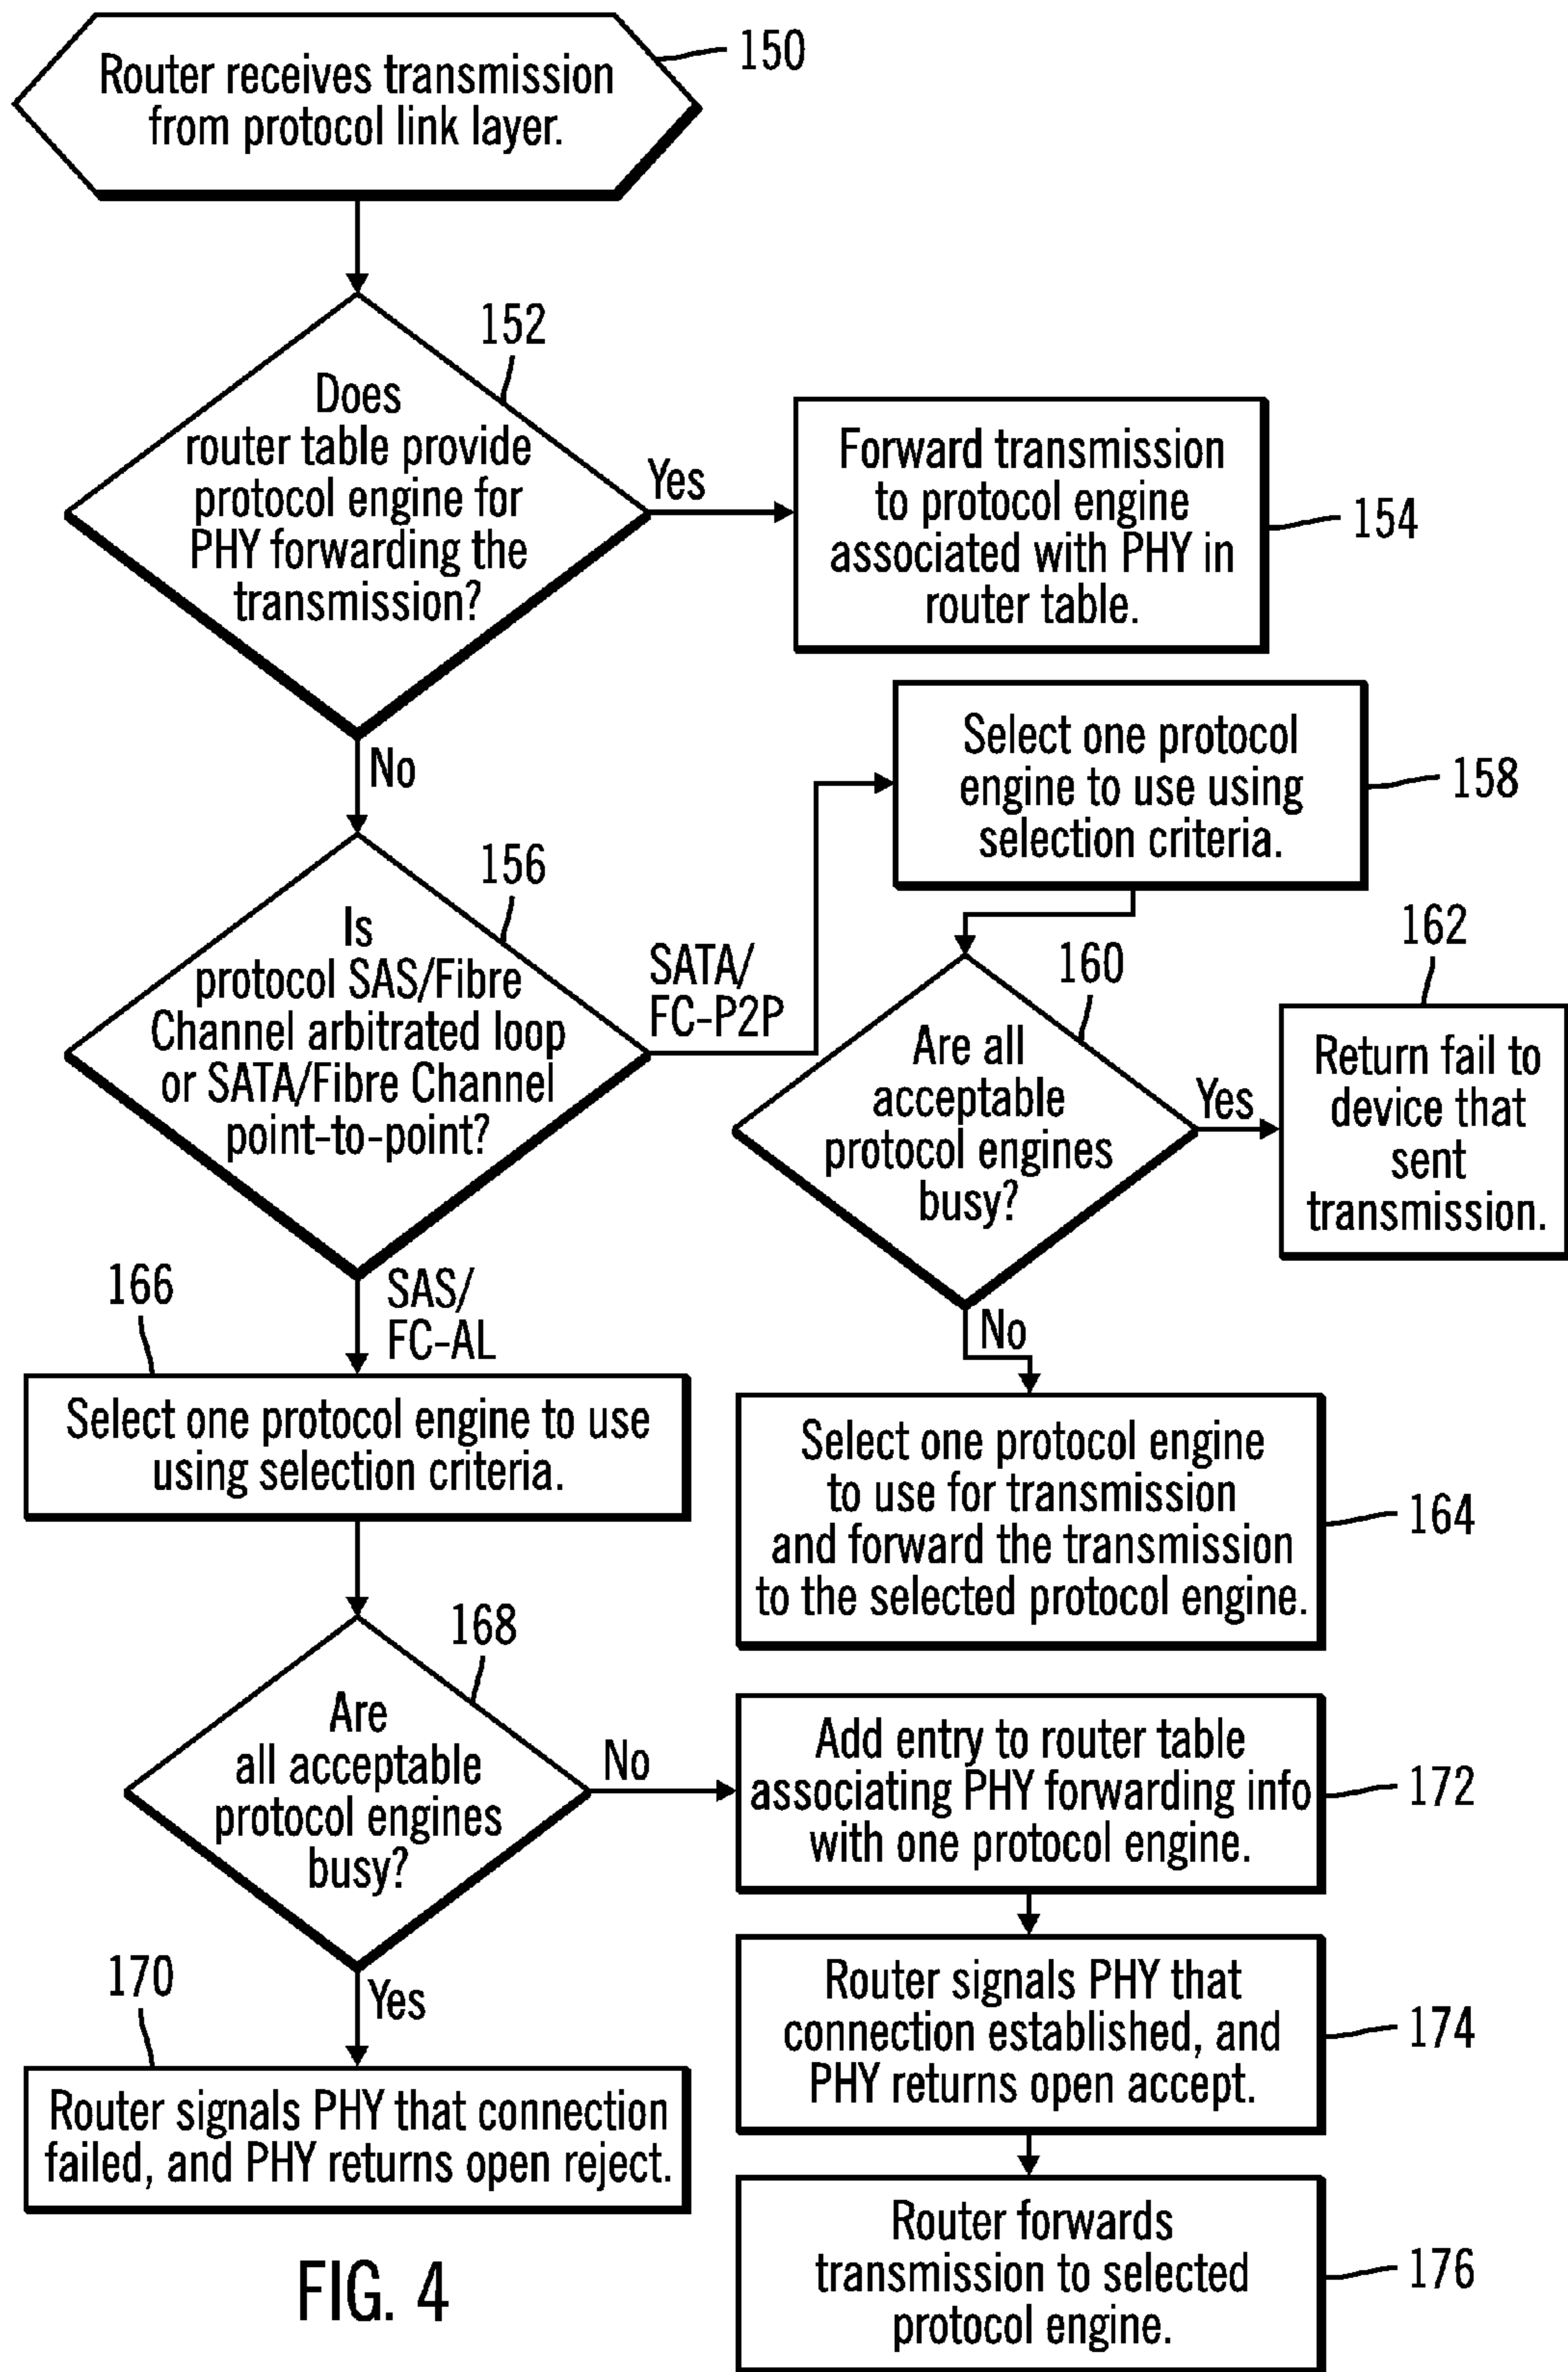 Router receives transmission
from protocol link layer.
150
152
Does
router table provide
protocol engine for
PHY forwarding the
transmission?
Yes
Forward transmission
to protocol engine
associated with PHY in
router table.
154
No
156
Is
protocol SAS/Fibre
Channel arbitrated loop
or SATA/Fibre Channel
point-to-point?
SATA/
FC-P2P
Select one protocol
engine to use using
selection criteria.
158
160
Are all
acceptable
protocol engines
busy?
Yes
162
Return fail to
device that
sent
transmission.
No
Select one protocol engine
to use for transmission
and forward the transmission
to the selected protocol engine.
164
SAS/
FC-AL
166
Select one protocol engine to use
using selection criteria.
168
Are
all acceptable
protocol engines
busy?
No
Add entry to router table
associating PHY forwarding info
with one protocol engine.
172
Yes
170
Router signals PHY that connection
failed, and PHY returns open reject.
Router signals PHY that
connection established, and
PHY returns open accept.
174
Router forwards
transmission to selected
protocol engine.
176
FIG. 4